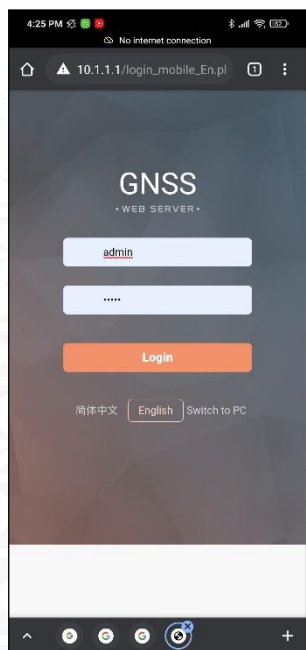 4:25 PM
No internet connection
10.1.1.1/login_mobile_En.pl
1
GNSS
•WEB SERVER•
admin
•••••
Login
简体中文 English Switch to PC